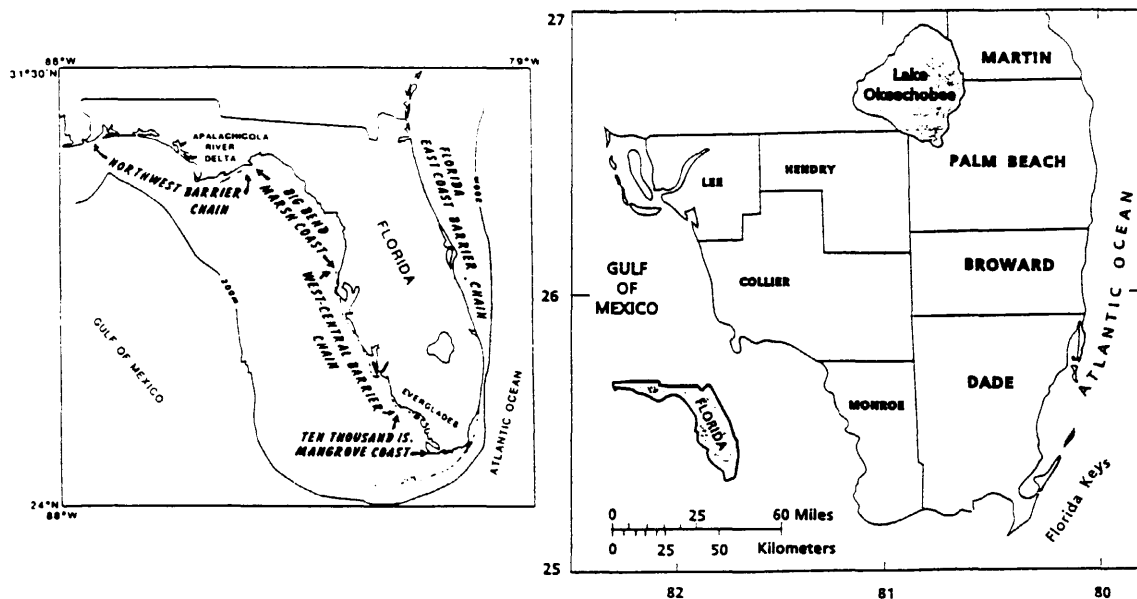 88°W
79°W
31°30'
APALACHICOLA
RIVER
DELTA
NORTHWEST BARRIER
CHAIN
BIG BEND
MARSH COAST
FLORIDA
EAST COAST BARRIER
CHAIN
FLORIDA
WEST-CENTRAL BARRIER
CHAIN
200m
GULF OF MEXICO
EVERGLADES
TEN THOUSAND IS.
MANGROVE COAST
ATLANTIC OCEAN
24°N
88°W
27
MARTIN
Lake
Okeechobee
PALM BEACH
HENDRY
LEE
BROWARD
GULF
OF
MEXICO
26
COLLIER
ATLANTIC OCEAN
DADE
MONROE
FLORIDA
Florida Keys
0 25 60 Miles
0 25 50 Kilometers
25
82 81 80